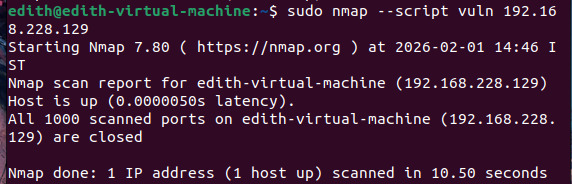 edith@edith-virtual-machine:~$ sudo nmap --script vuln 192.16
8.228.129
Starting Nmap 7.80 ( https://nmap.org ) at 2026-02-01 14:46 I
ST
Nmap scan report for edith-virtual-machine (192.168.228.129)
Host is up (0.0000050s latency).
All 1000 scanned ports on edith-virtual-machine (192.168.228.
129) are closed

Nmap done: 1 IP address (1 host up) scanned in 10.50 seconds